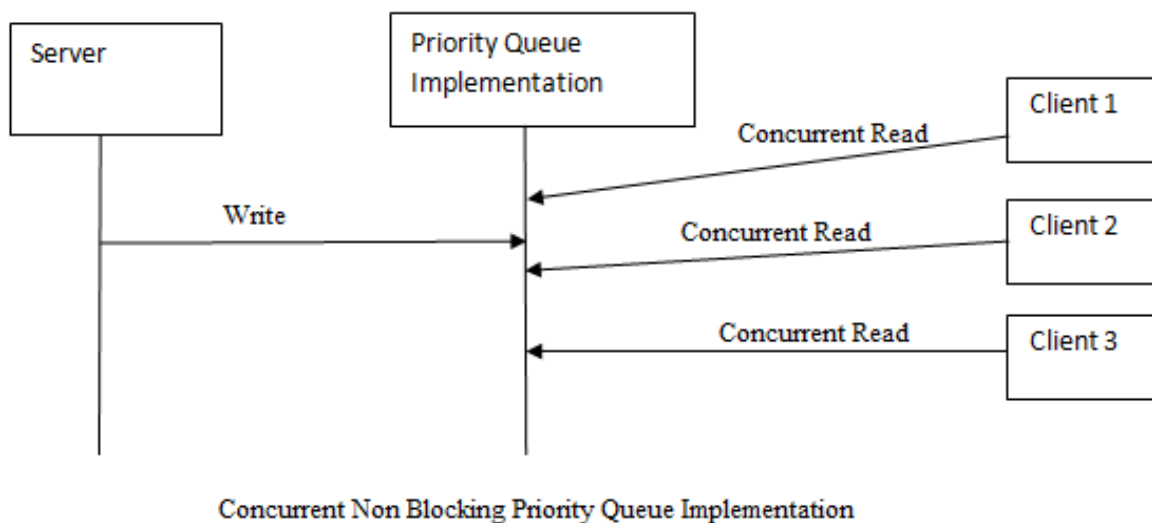 Server
Priority Queue
Implementation
Client 1
Concurrent Read
Write
Client 2
Concurrent Read
Concurrent Read
Client 3
Concurrent Non Blocking Priority Queue Implementation